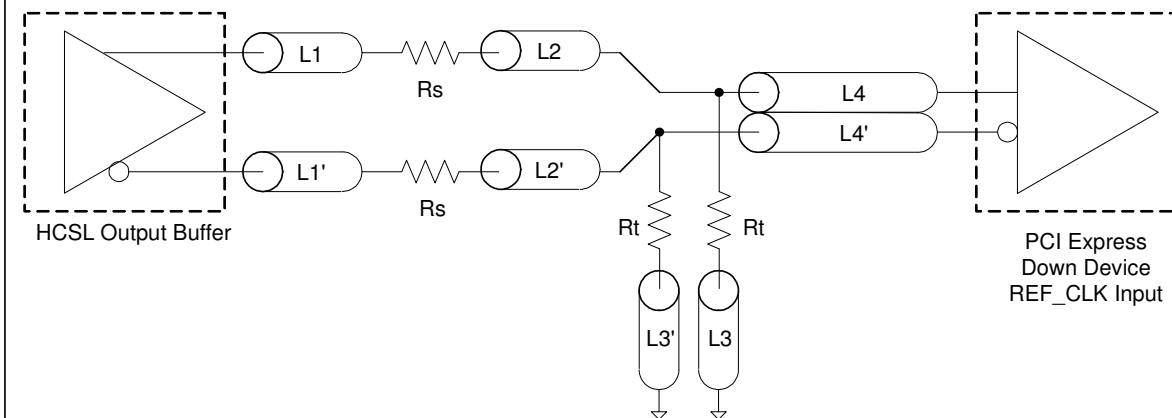 L1
Rs
L2
L4
L4'
L1'
Rs
L2'
HCSL Output Buffer
Rt
Rt
L3'
L3
PCI Express
Down Device
REF_CLK Input